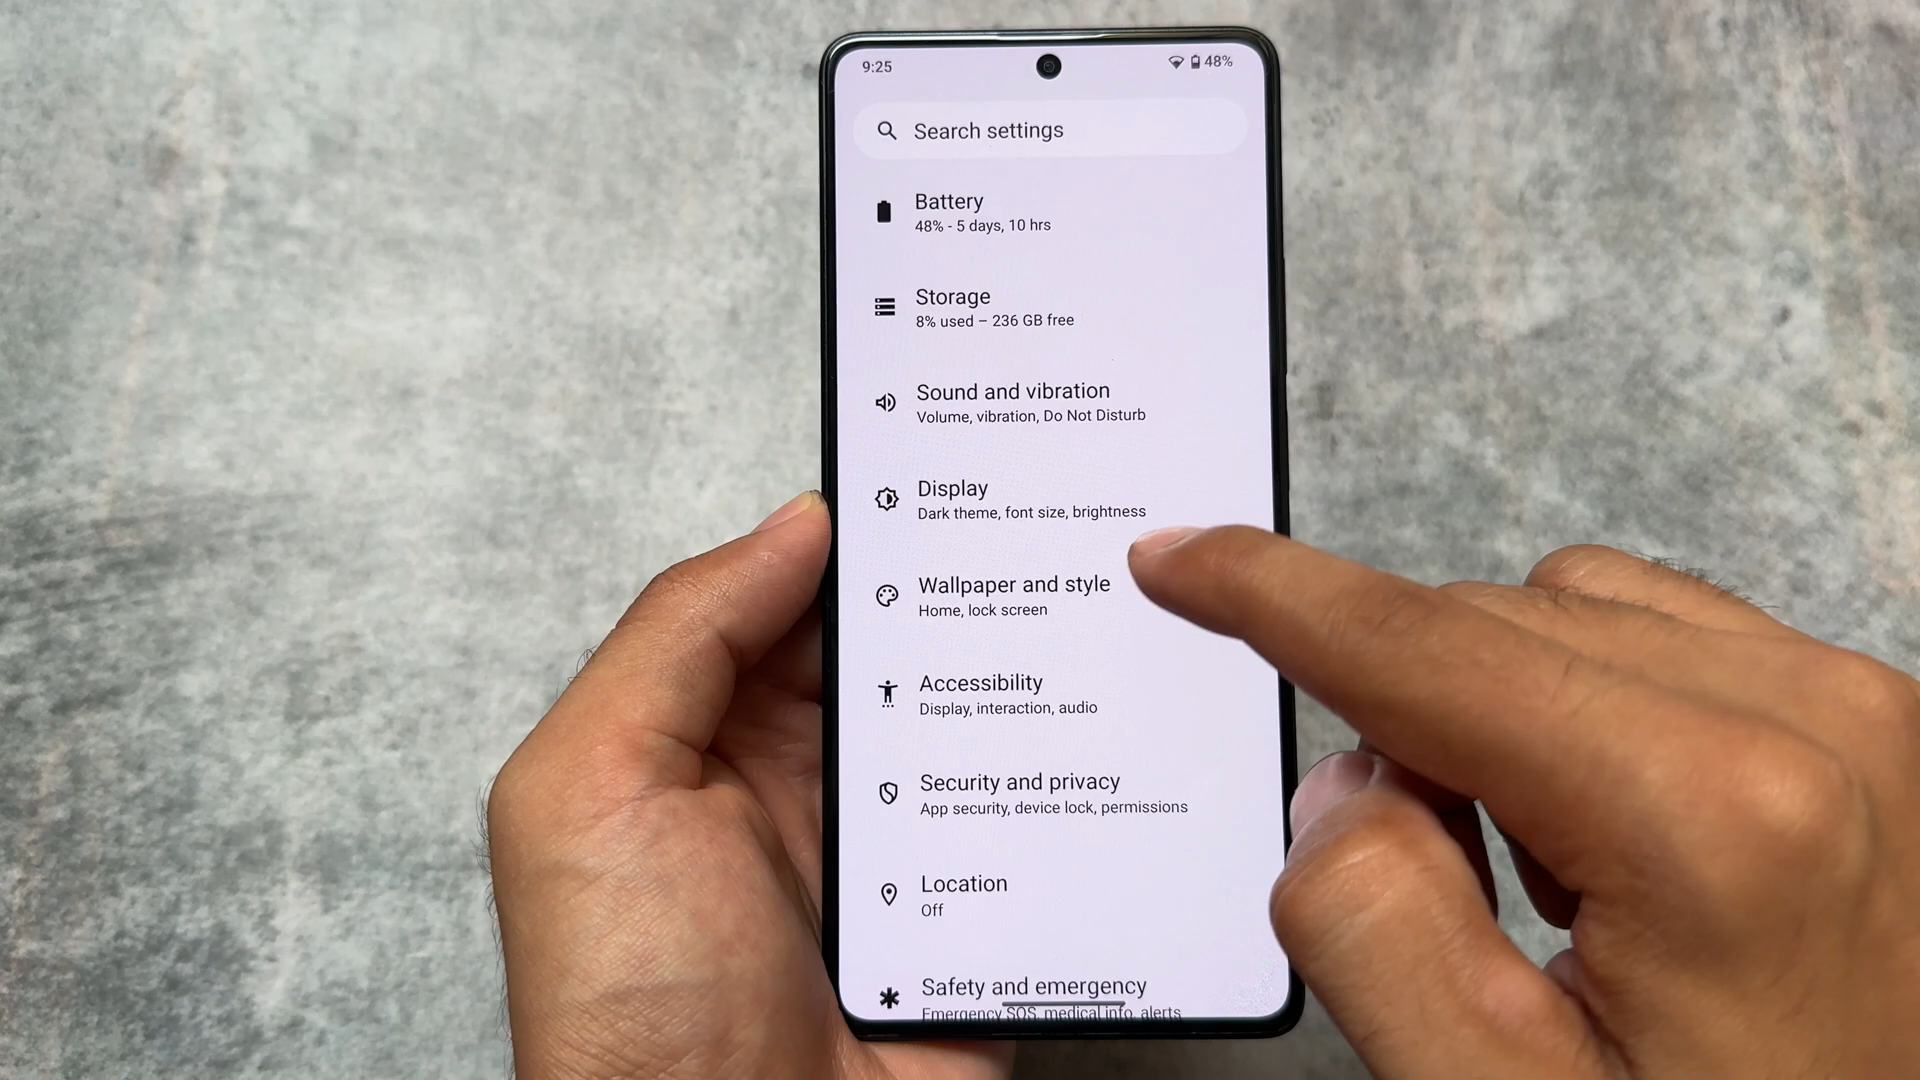 9:25
48%
Search settings
Battery
48% - 5 days, 10 hrs
Storage
8% used – 236 GB free
Sound and vibration
Volume, vibration, Do Not Disturb
Display
Dark theme, font size, brightness
Wallpaper and style
Home, lock screen
Accessibility
Display, interaction, audio
Security and privacy
App security, device lock, permissions
Location
Off
Safety and emergency
Emergency SOS, medical info, alerts